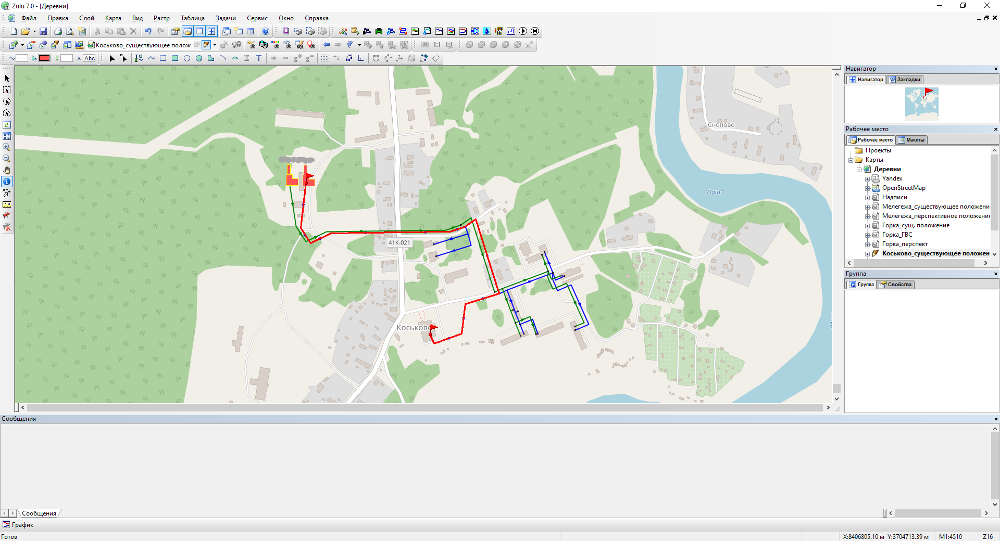 Zulu 7.0 - [Деревни]
Файл Правка Слой Карта Вид Растр Таблица Задачи Сервис Окно Справка
Коськово_существующее полож
1:1
Abc
A
T
Снопово
Паша
41К-021
Коськово
Навигатор
Навигатор Закладки
Рабочее место
Рабочее место Макеты
Проекты
Карты
Деревни
Yandex
OpenStreetMap
Надписи
Мелегежа_существующее положени
Мелегежа_перспективное положение
Горка_сущ. положение
Горка_ГВС
Горка_перспект
Коськово_существующее положен
Группа
Группа Свойства
Сообщения
Сообщения
График
Готов
X:8406805.10 м Y:3704713.39 м M1:4510 Z16